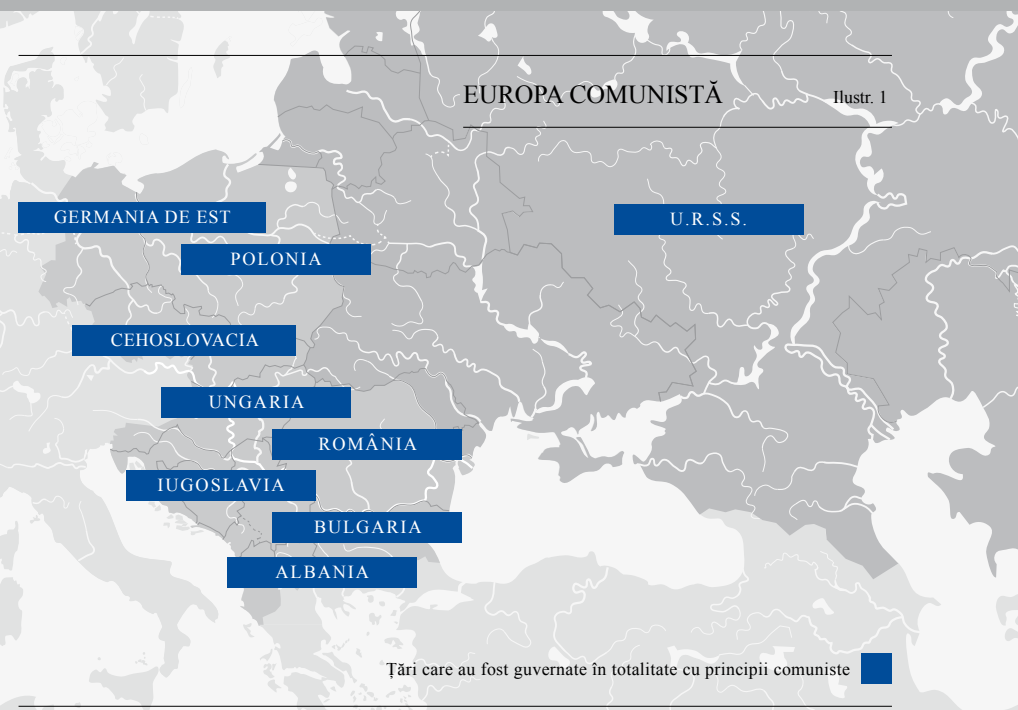 EUROPA COMUNISTĂ
Ilustr. 1
GERMANIA DE EST
U.R.S.S.
POLONIA
CEHOSLOVACIA
UNGARIA
ROMÂNIA
IUGOSLAVIA
BULGARIA
ALBANIA
Țări care au fost guvernate în totalitate cu principii comuniste